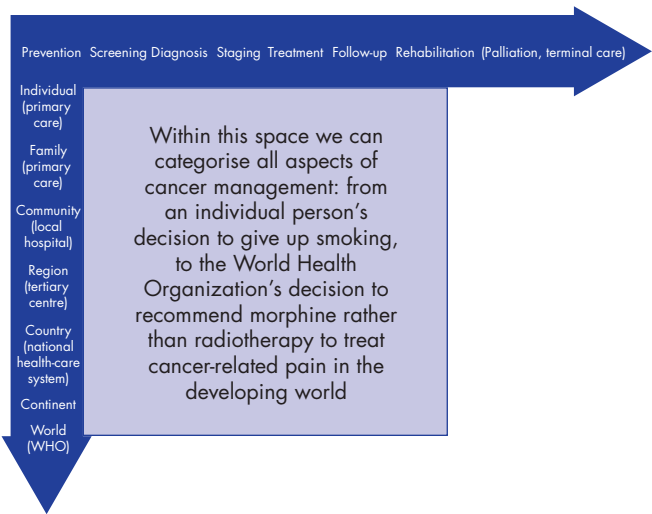 Prevention Screening Diagnosis Staging Treatment Follow-up Rehabilitation (Palliation, terminal care)
Individual
(primary
care)
Family
(primary
care)
Community
(local
hospital)
Region
(tertiary
centre)
Country
(national
health-care
system)
Continent
World
(WHO)
Within this space we can
categorise all aspects of
cancer management: from
an individual person's
decision to give up smoking,
to the World Health
Organization's decision to
recommend morphine rather
than radiotherapy to treat
cancer-related pain in the
developing world